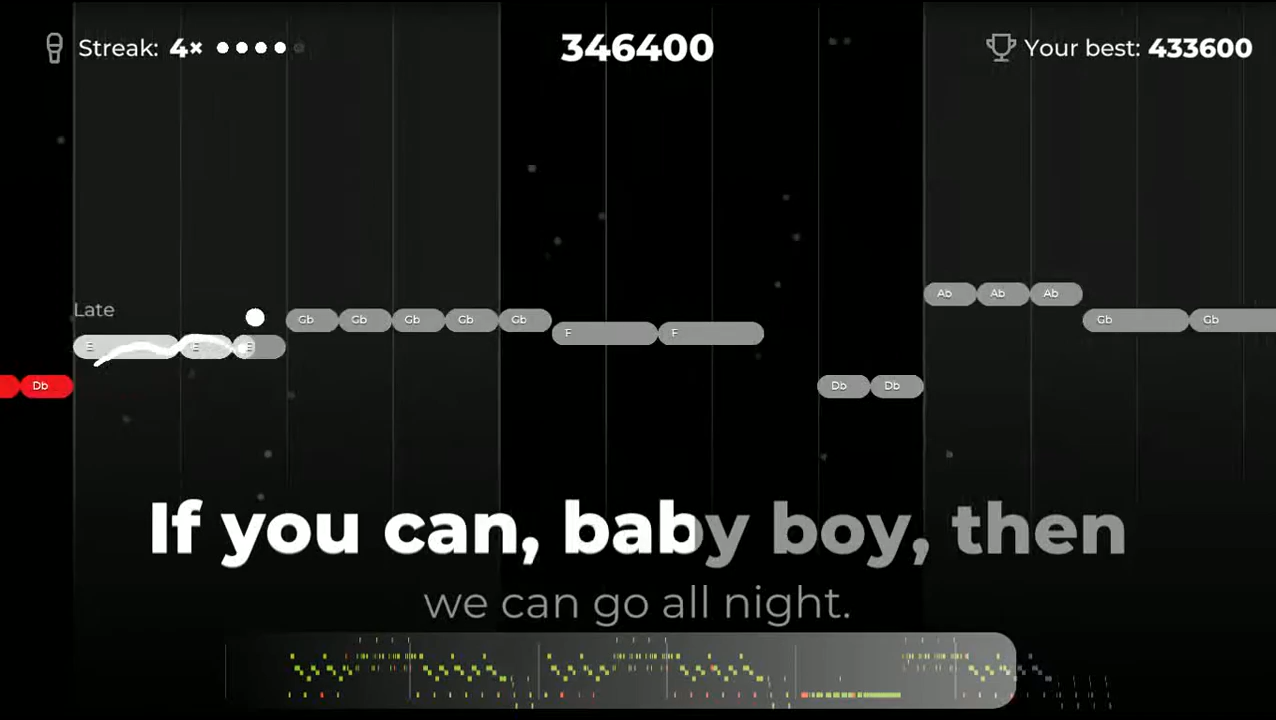 Streak: 4× 346400 Your best: 433600
Late
Ab Ab Ab
Gb Gb Gb Gb Gb Gb Gb
F F
E E E
Db Db Db
If you can, baby boy, then
we can go all night.